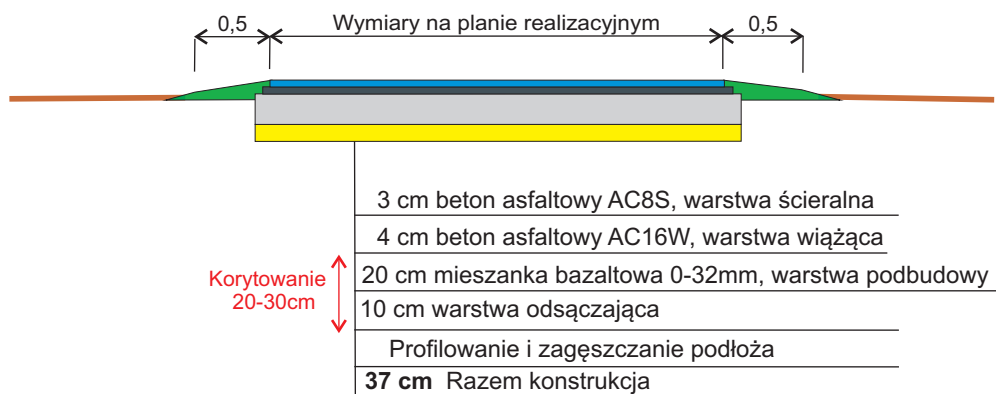 0,5 Wymiary na planie realizacyjnym 0,5
3 cm beton asfaltowy AC8S, warstwa ścieralna
4 cm beton asfaltowy AC16W, warstwa wiążąca
Korytowanie
20-30cm
20 cm mieszanka bazaltowa 0-32mm, warstwa podbudowy
10 cm warstwa odsączająca
Profilowanie i zagęszczanie podłoża
37 cm Razem konstrukcja